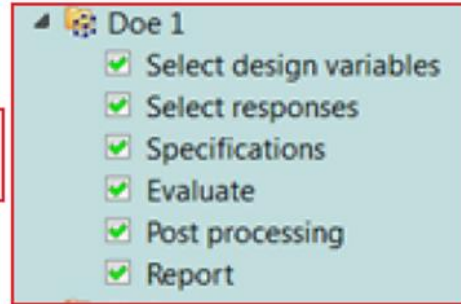 Doe 1
Select design variables
Select responses
Specifications
Evaluate
Post processing
Report